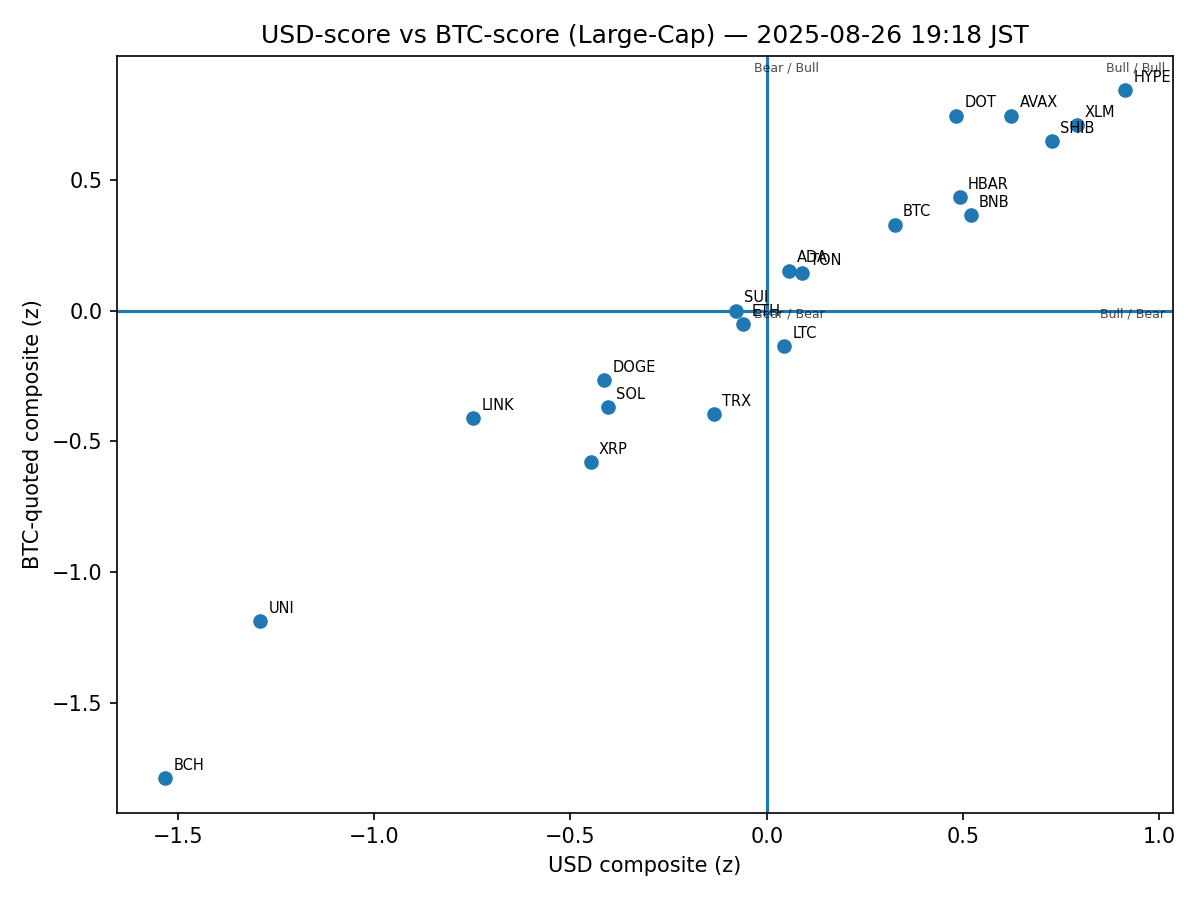 USD-score vs BTC-score (Large-Cap) — 2025-08-26 19:18 JST
Bear / Bull
Bull / Bull
HYPE
DOT
AVAX
XLM
SHIB
0.5
HBAR
BNB
BTC
ADA
TON
SUI
0.0
ETH
Bear / Bear
Bull / Bear
LTC
DOGE
SOL
LINK
TRX
−0.5
XRP
−1.0
UNI
−1.5
BCH
BTC-quoted composite (z)
−1.5
−1.0
−0.5
0.0
0.5
1.0
USD composite (z)